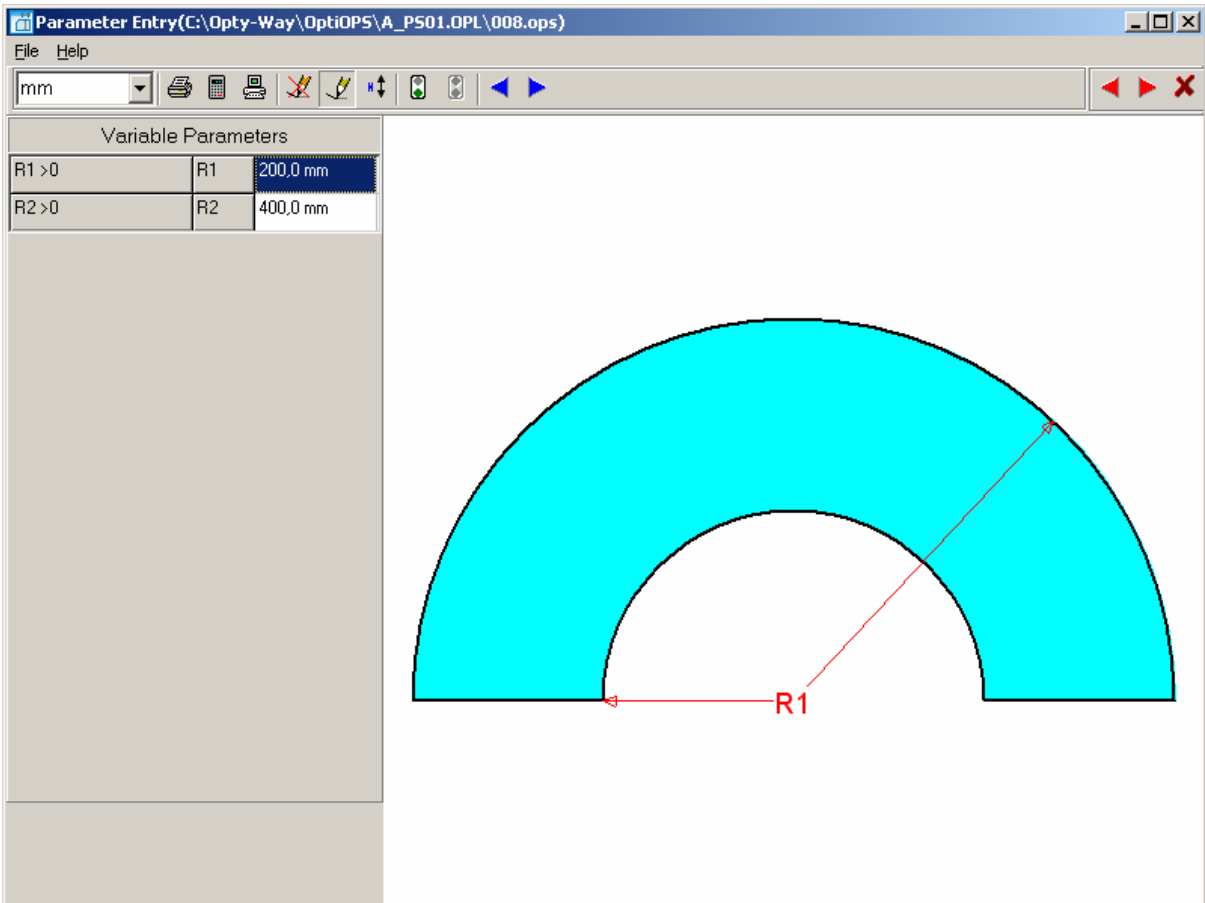 Parameter Entry(C:\Opty-Way\OptiOPS\A_PS01.OPL\008.ops)
File Help
mm
Variable Parameters
R1 >0 R1 200,0 mm
R2 >0 R2 400,0 mm
R1